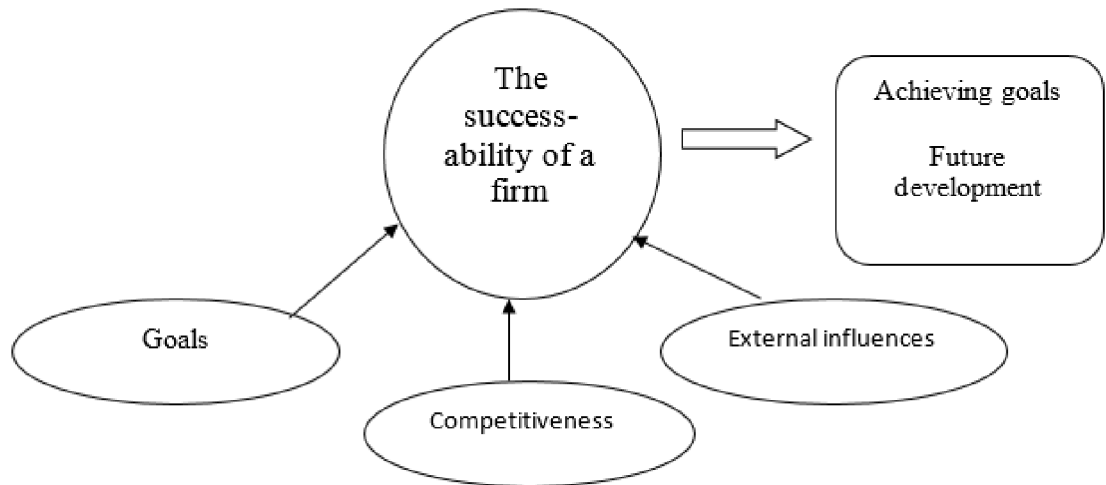 The
success-
ability of a
firm
Achieving goals
Future
development
Goals
External influences
Competitiveness